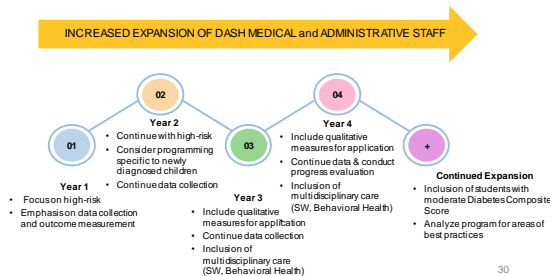 INCREASED EXPANSION OF DASH MEDICAL and ADMINISTRATIVE STAFF
01
Year 1
• Focus on high-risk
• Emphasis on data collection
and outcome measurement
02
Year 2
• Continue with high-risk
• Consider programming
specific to newly
diagnosed children
• Continue data collection
03
Year 3
• Include qualitative
measures for application
• Continue data collection
• Inclusion of
multidisciplinary care
(SW, Behavioral Health)
04
Year 4
• Include qualitative
measures for application
• Continue data & conduct
progress evaluation
• Inclusion of
multidisciplinary care
(SW, Behavioral Health)
+
Continued Expansion
• Inclusion of students with
moderate Diabetes Composite
Score
• Analyze program for areas of
best practices
30